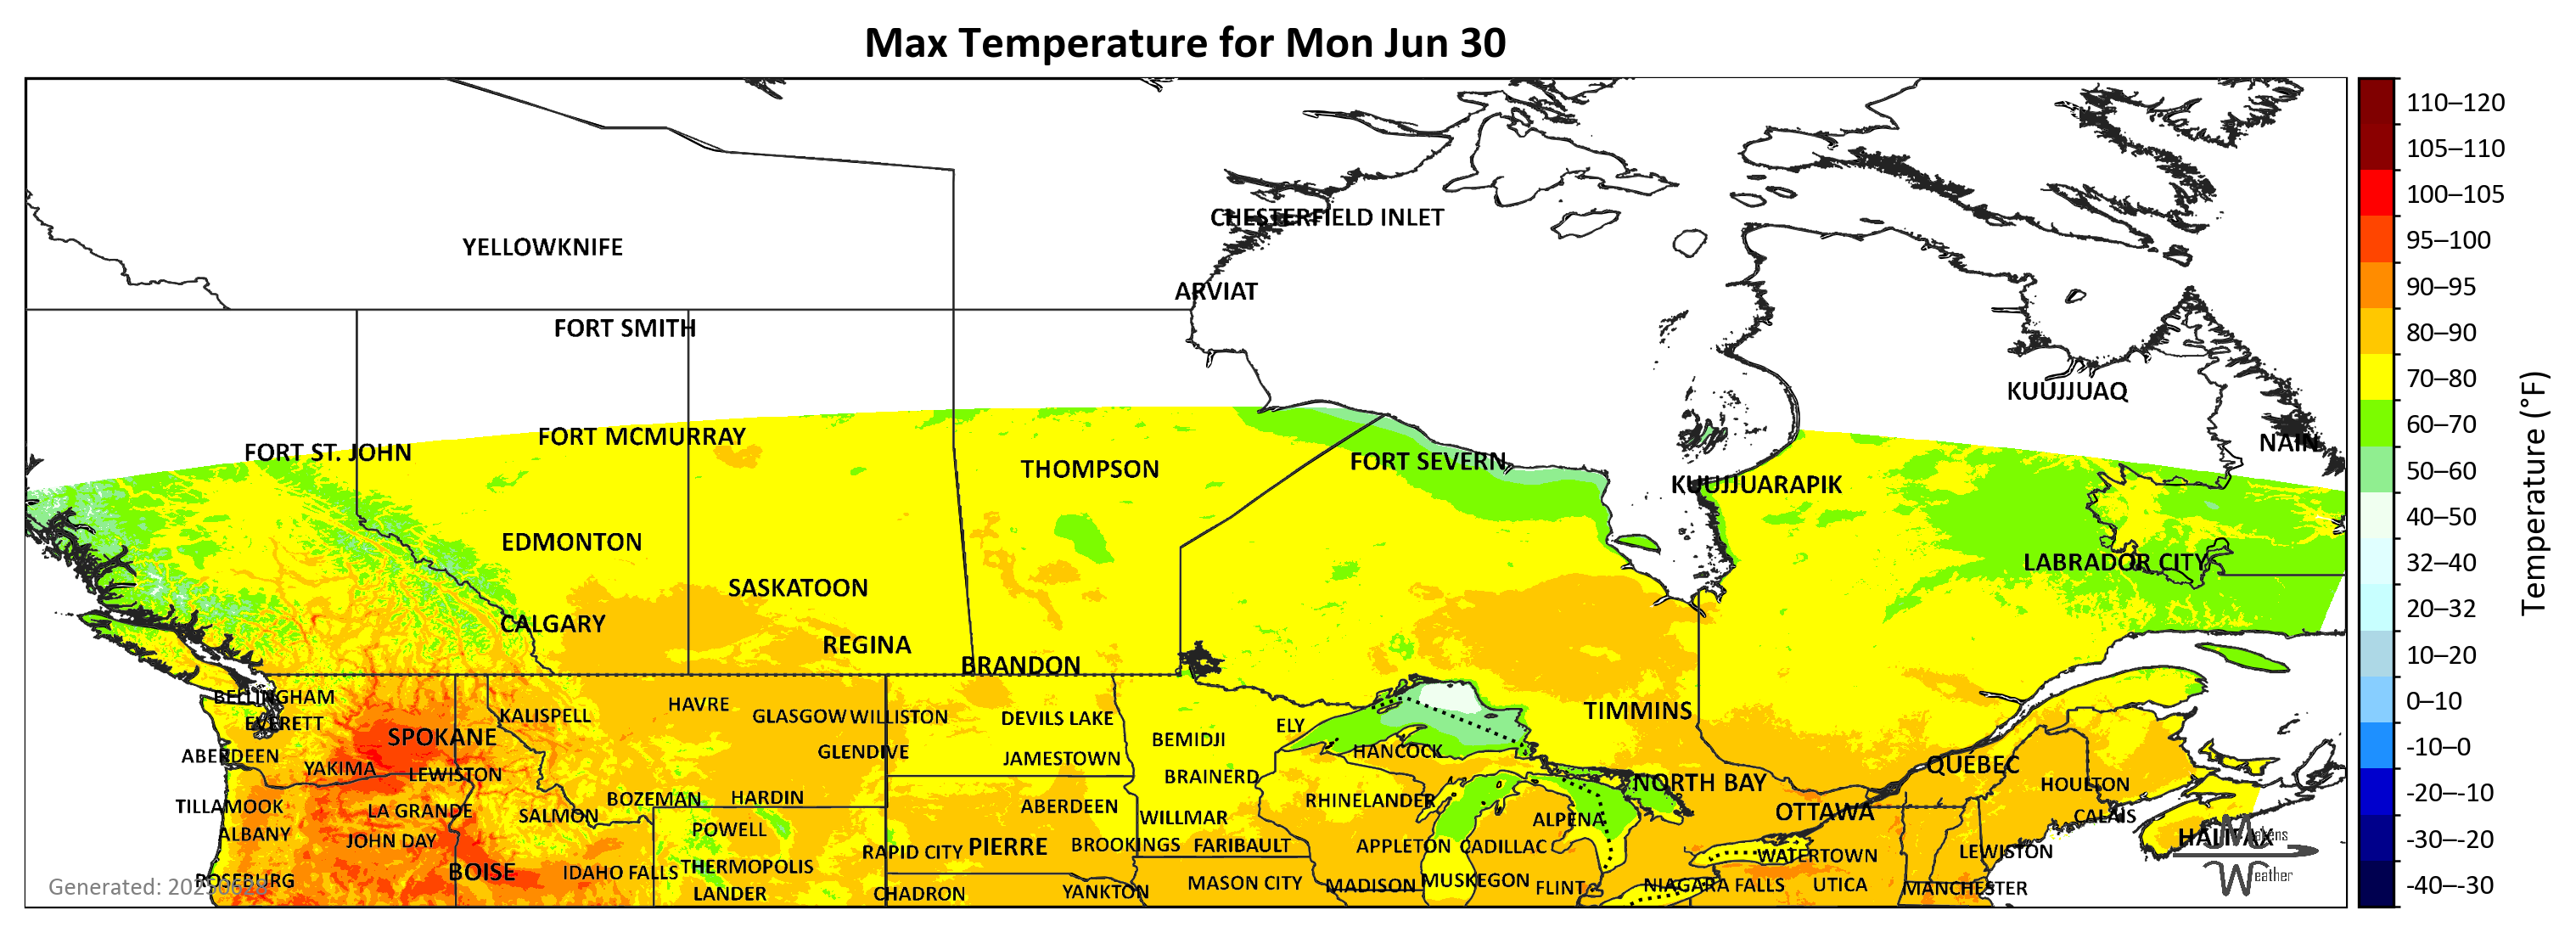 Max Temperature for Mon Jun 30
CHESTERFIELD INLET
YELLOWKNIFE
ARVIAT
FORT SMITH
KUUJJUAQ
FORT MCMURRAY
NAIN
FORT ST. JOHN
FORT SEVERN
THOMPSON
KUUJJUARAPIK
EDMONTON
LABRADOR CITY
SASKATOON
CALGARY
REGINA
BRANDON
BELLINGHAM
HAVRE
TIMMINS
KALISPELL
GLASGOW WILLISTON
DEVILS LAKE
EVERETT
ELY
SPOKANE
BEMIDJI
GLENDIVE
HANCOCK
ABERDEEN
JAMESTOWN
QUÉBEC
YAKIMA
LEWISTON
BRAINERD
NORTH BAY
HOULTON
BOZEMAN
HARDIN
RHINELANDER
TILLAMOOK
ABERDEEN
LA GRANDE
SALMON
WILLMAR
OTTAWA
CALAIS
ALPENA
POWELL
ALBANY
HALIFAX
JOHN DAY
BROOKINGS
FARIBAULT
APPLETON
CADILLAC
PIERRE
RAPID CITY
LEWISTON
WATERTOWN
THERMOPOLIS
BOISE
IDAHO FALLS
ROSEBURG
MUSKEGON
MASON CITY
MADISON
FLINT
NIAGARA FALLS
UTICA
MANCHESTER
LANDER
CHADRON
YANKTON
Generated: 20250628
Makens
Weather
110–120
105–110
100–105
95–100
90–95
80–90
70–80
60–70
50–60
40–50
32–40
20–32
10–20
0–10
-10–0
-20–-10
-30–-20
-40–-30
Temperature (°F)